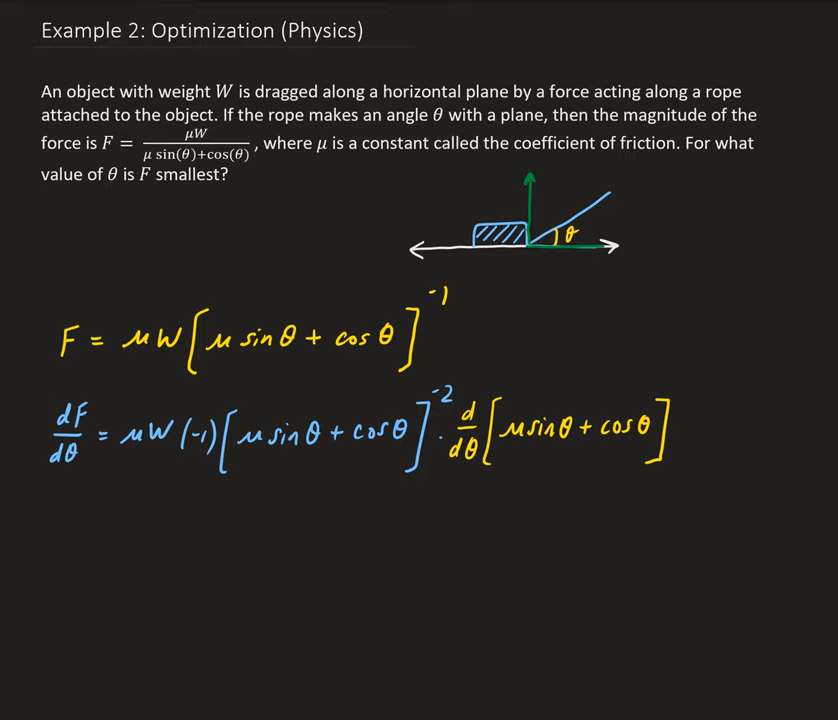 Example 2: Optimization (Physics)
An object with weight W is dragged along a horizontal plane by a force acting along a rope
attached to the object. If the rope makes an angle θ with a plane, then the magnitude of the
force is F = μW / (μ sin(θ)+cos(θ)) , where μ is a constant called the coefficient of friction. For what
value of θ is F smallest?
θ
F = μW [μ sin θ + cos θ]^-1
dF/dθ = μW (-1) [μ sin θ + cos θ]^-2 · d/dθ [μ sin θ + cos θ]